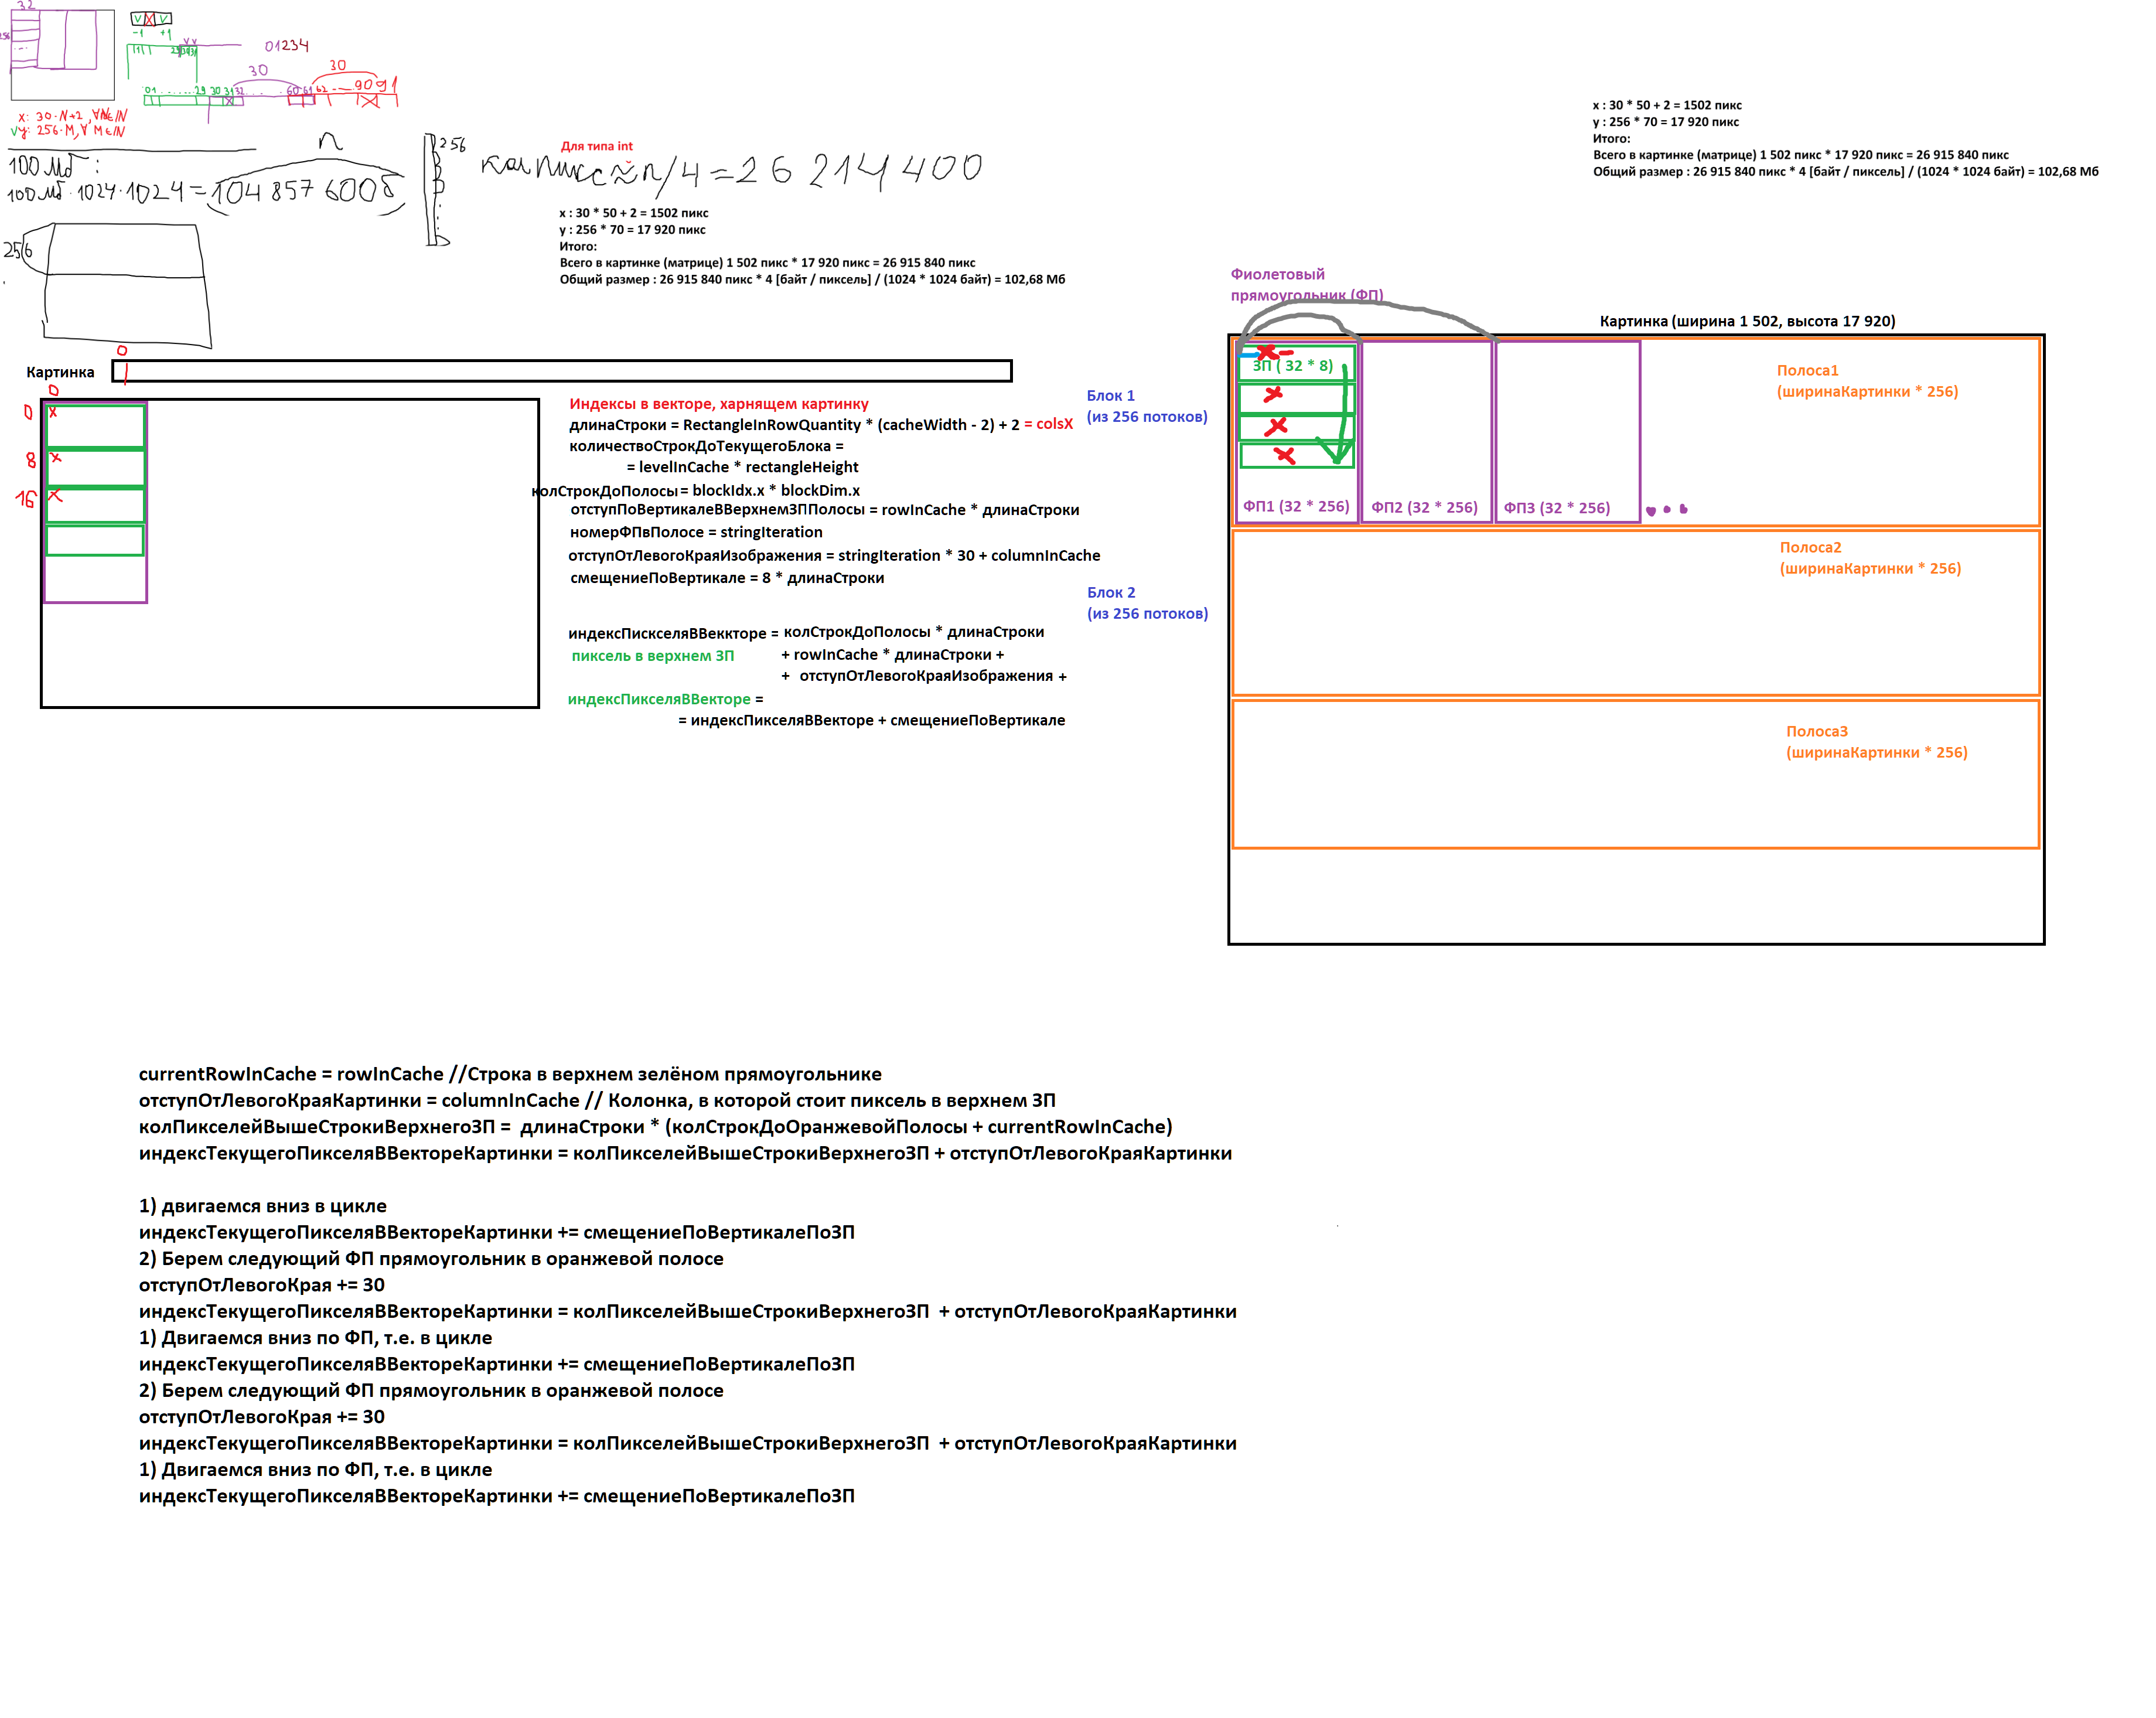 32
256
V X V
-1 +1
V V
1 29 30 31
01234
30
30
01 ...... 29 30 31 32 ...... 60 61 62 ... 90 91
x: 30·N+2, ∀N∈ℕ
Vy: 256·M, ∀M∈ℕ
100 Мб :
100 Мб · 1024 · 1024 = 104 857 600 б
n
256
Для типа int
кол пикс ≈ n/4 = 26 214 400
x : 30 * 50 + 2 = 1502 пикс
y : 256 * 70 = 17 920 пикс
Итого:
Всего в картинке (матрице) 1 502 пикс * 17 920 пикс = 26 915 840 пикс
Общий размер : 26 915 840 пикс * 4 [байт / пиксель] / (1024 * 1024 байт) = 102,68 Мб
256
0
Картинка
0
0 x
8 x
16 x
Индексы в векторе, харнящем картинку
длинаСтроки = RectangleInRowQuantity * (cacheWidth - 2) + 2 = colsX
количествоСтрокДоТекущегоБлока =
= levelInCache * rectangleHeight
колСтрокДоПолосы = blockIdx.x * blockDim.x
отступПоВертикалеВВерхнемЗППолосы = rowInCache * длинаСтроки
номерФПвПолосе = stringIteration
отступОтЛевогоКраяИзображения = stringIteration * 30 + columnInCache
смещениеПоВертикале = 8 * длинаСтроки
индексПискселяВВеккторе = колСтрокДоПолосы * длинаСтроки
пиксель в верхнем ЗП + rowInCache * длинаСтроки +
+ отступОтЛевогоКраяИзображения +
индексПикселяВВекторе =
= индексПикселяВВекторе + смещениеПоВертикале
Блок 1
(из 256 потоков)
Блок 2
(из 256 потоков)
x : 30 * 50 + 2 = 1502 пикс
y : 256 * 70 = 17 920 пикс
Итого:
Всего в картинке (матрице) 1 502 пикс * 17 920 пикс = 26 915 840 пикс
Общий размер : 26 915 840 пикс * 4 [байт / пиксель] / (1024 * 1024 байт) = 102,68 Мб
Фиолетовый
прямоугольник (ФП)
Картинка (ширина 1 502, высота 17 920)
ЗП ( 32 * 8)
ФП1 (32 * 256)
ФП2 (32 * 256)
ФП3 (32 * 256)
Полоса1
(ширинаКартинки * 256)
Полоса2
(ширинаКартинки * 256)
Полоса3
(ширинаКартинки * 256)
currentRowInCache = rowInCache //Строка в верхнем зелёном прямоугольнике
отступОтЛевогоКраяКартинки = columnInCache // Колонка, в которой стоит пиксель в верхнем ЗП
колПикселейВышеСтрокиВерхнегоЗП = длинаСтроки * (колСтрокДоОранжевойПолосы + currentRowInCache)
индексТекущегоПикселяВВектореКартинки = колПикселейВышеСтрокиВерхнегоЗП + отступОтЛевогоКраяКартинки
1) двигаемся вниз в цикле
индексТекущегоПикселяВВектореКартинки += смещениеПоВертикалеПоЗП
2) Берем следующий ФП прямоугольник в оранжевой полосе
отступОтЛевогоКрая += 30
индексТекущегоПикселяВВектореКартинки = колПикселейВышеСтрокиВерхнегоЗП + отступОтЛевогоКраяКартинки
1) Двигаемся вниз по ФП, т.е. в цикле
индексТекущегоПикселяВВектореКартинки += смещениеПоВертикалеПоЗП
2) Берем следующий ФП прямоугольник в оранжевой полосе
отступОтЛевогоКрая += 30
индексТекущегоПикселяВВектореКартинки = колПикселейВышеСтрокиВерхнегоЗП + отступОтЛевогоКраяКартинки
1) Двигаемся вниз по ФП, т.е. в цикле
индексТекущегоПикселяВВектореКартинки += смещениеПоВертикалеПоЗП